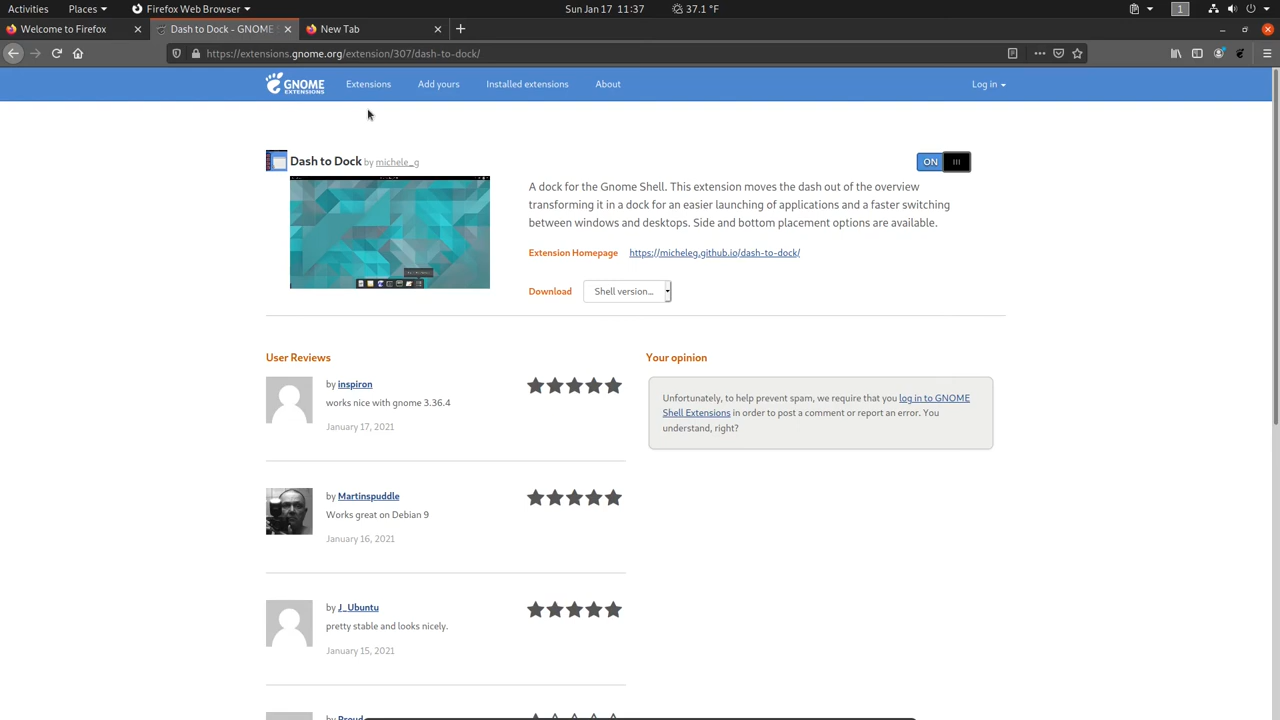 Activities Places Firefox Web Browser Sun Jan 17 11:37 37.1 °F 1
Welcome to Firefox Dash to Dock - GNOME S New Tab
https://extensions.gnome.org/extension/307/dash-to-dock/
GNOME EXTENSIONS Extensions Add yours Installed extensions About Log in
Dash to Dock by michele_g ON
A dock for the Gnome Shell. This extension moves the dash out of the overview
transforming it in a dock for an easier launching of applications and a faster switching
between windows and desktops. Side and bottom placement options are available.
Extension Homepage https://micheleg.github.io/dash-to-dock/
Download Shell version...
User Reviews
by inspiron
works nice with gnome 3.36.4
January 17, 2021
by Martinspuddle
Works great on Debian 9
January 16, 2021
by J_Ubuntu
pretty stable and looks nicely.
January 15, 2021
by Proud
Your opinion
Unfortunately, to help prevent spam, we require that you log in to GNOME
Shell Extensions in order to post a comment or report an error. You
understand, right?